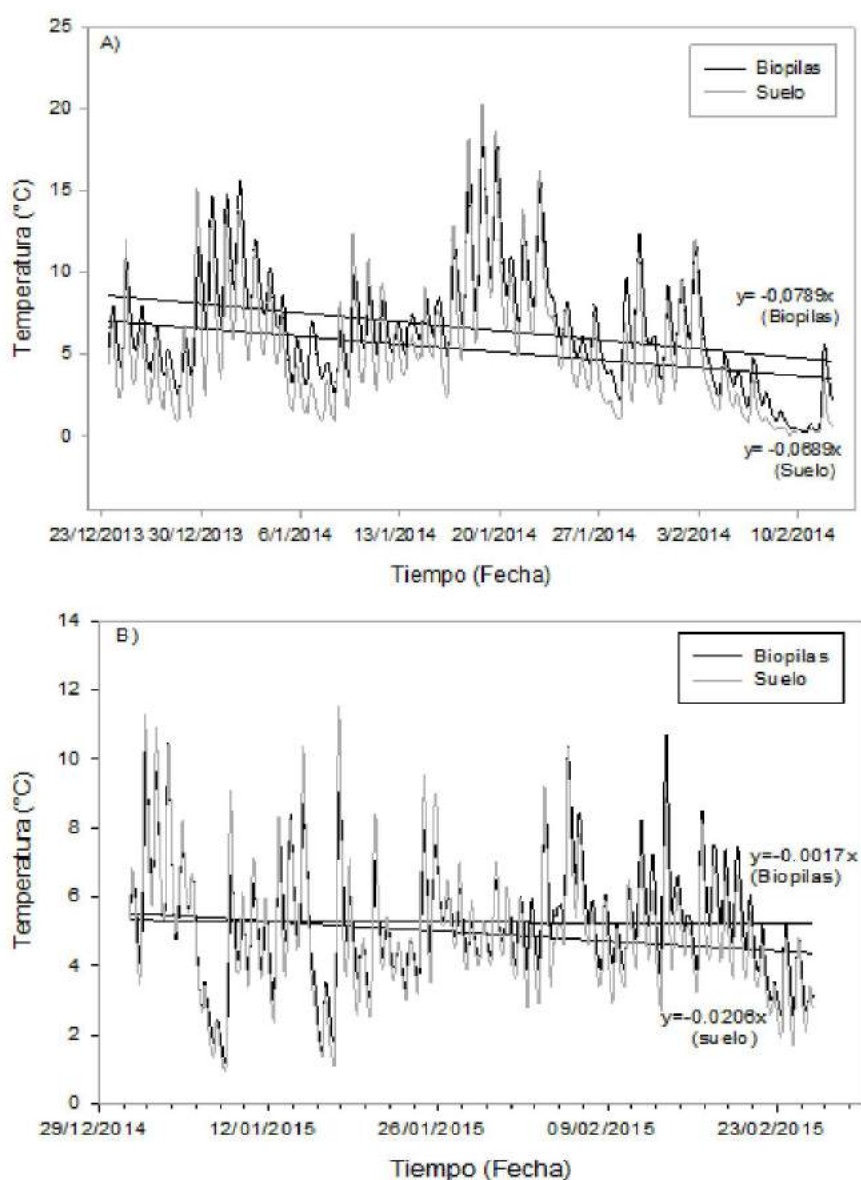 A)
25
20
15
10
5
0
Temperatura (°C)
Biopilas
Suelo
y= -0,0789x
(Biopilas)
y= -0,0689x
(Suelo)
23/12/2013 30/12/2013 6/1/2014 13/1/2014 20/1/2014 27/1/2014 3/2/2014 10/2/2014
Tiempo (Fecha)
B)
14
12
10
8
6
4
2
0
Temperatura (°C)
Biopilas
Suelo
y=-0.0017x
(Biopilas)
y=-0.0206x
(suelo)
29/12/2014 12/01/2015 26/01/2015 09/02/2015 23/02/2015
Tiempo (Fecha)